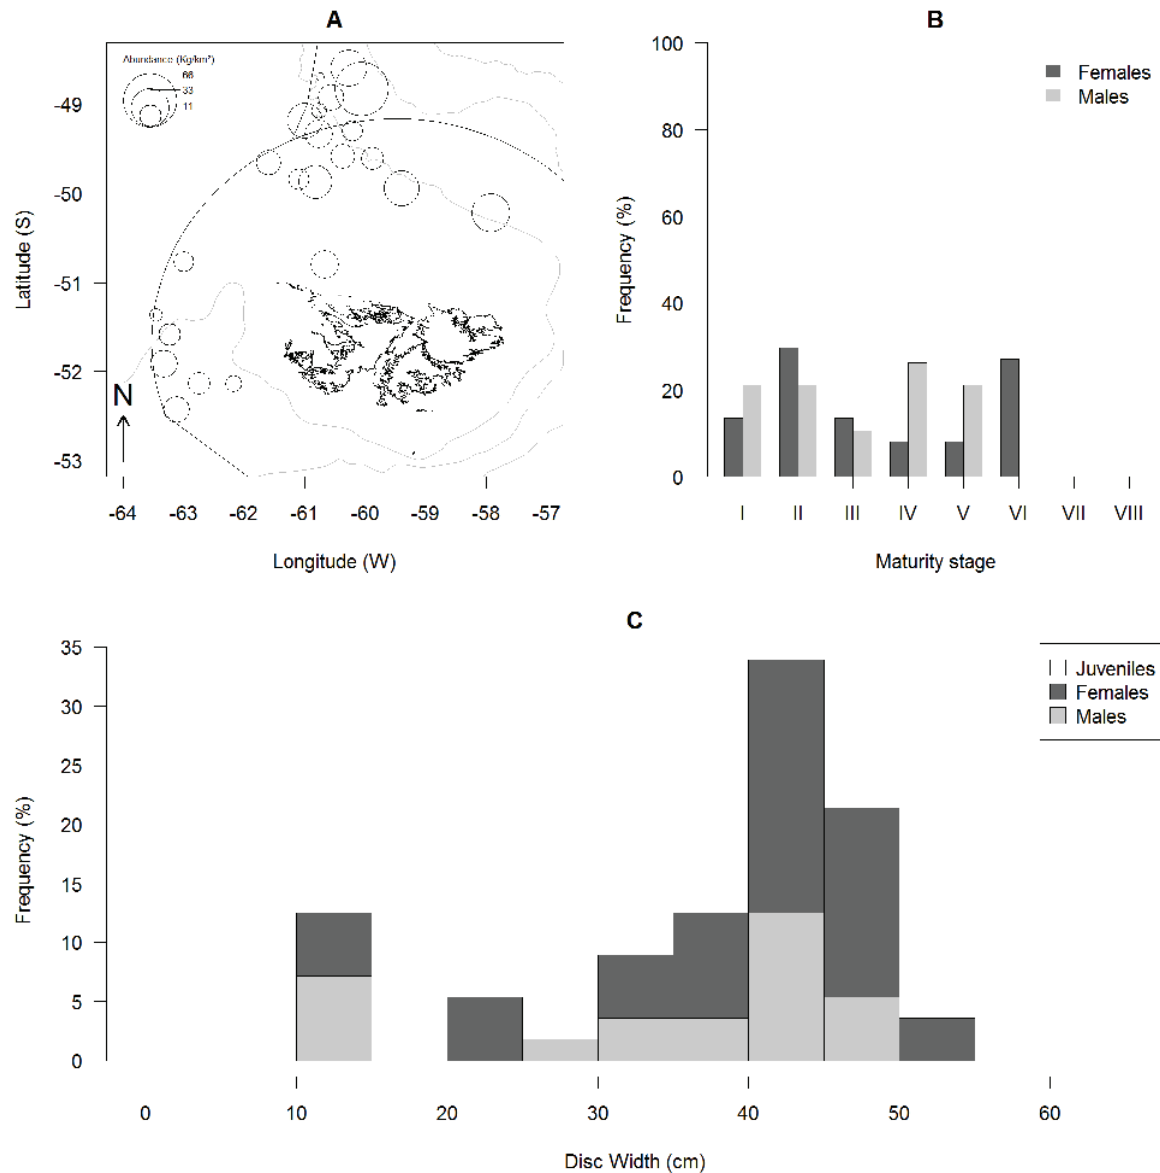 A
Abundance (Kg/km²)
66
33
11
-49
-50
-51
-52
-53
Latitude (S)
N
-64 -63 -62 -61 -60 -59 -58 -57
Longitude (W)
B
100
80
60
40
20
0
Frequency (%)
Females
Males
I II III IV V VI VII VIII
Maturity stage
C
35
30
25
20
15
10
5
0
Frequency (%)
Juveniles
Females
Males
0 10 20 30 40 50 60
Disc Width (cm)